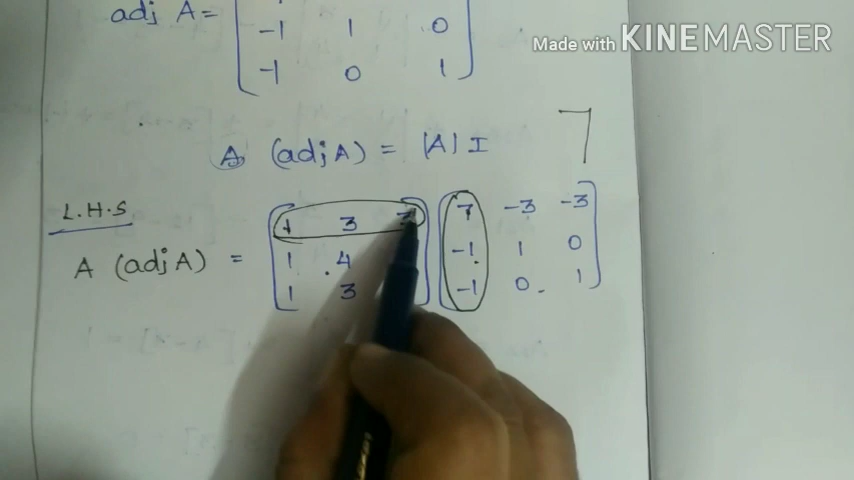 adj A =
-1 1 0
-1 0 1
Made with KINEMASTER
A (adj A) = |A| I
L.H.S
A (adj A) =
1 3 3
1 4
1 3
7 -3 -3
-1 1 0
-1 0 1